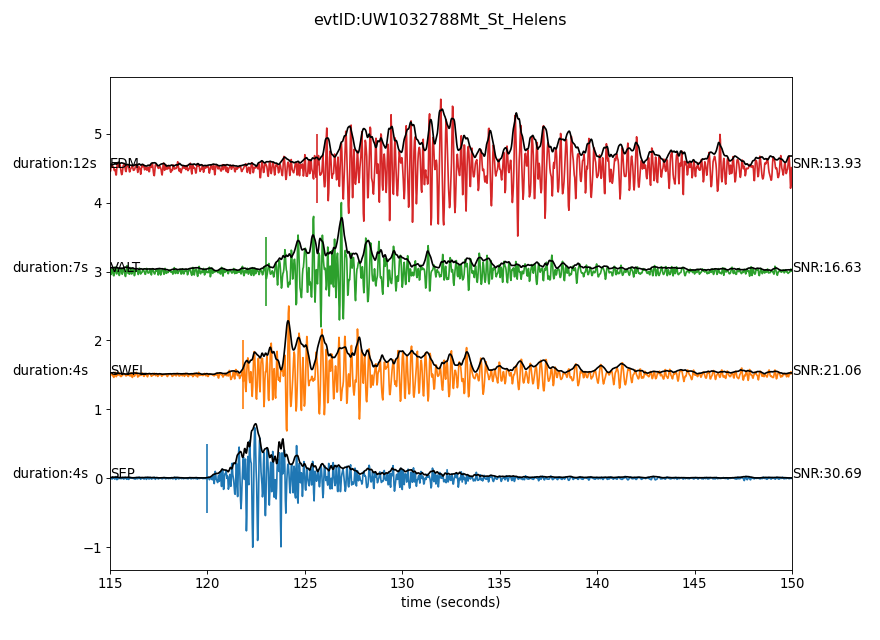 evtID:UW1032788Mt_St_Helens
5
duration:12s EDM SNR:13.93
4
duration:7s VALT SNR:16.63
3
2
duration:4s SWFL SNR:21.06
1
duration:4s SEP SNR:30.69
0
−1
115 120 125 130 135 140 145 150
time (seconds)